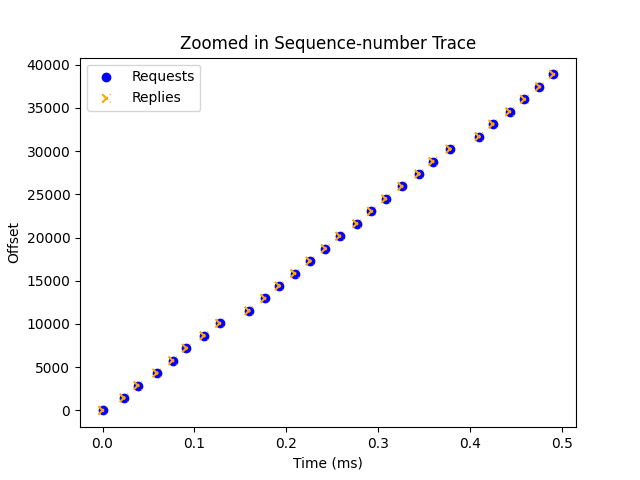 Zoomed in Sequence-number Trace
Requests
Replies
40000
35000
30000
25000
20000
15000
10000
5000
0
Offset
0.0 0.1 0.2 0.3 0.4 0.5
Time (ms)